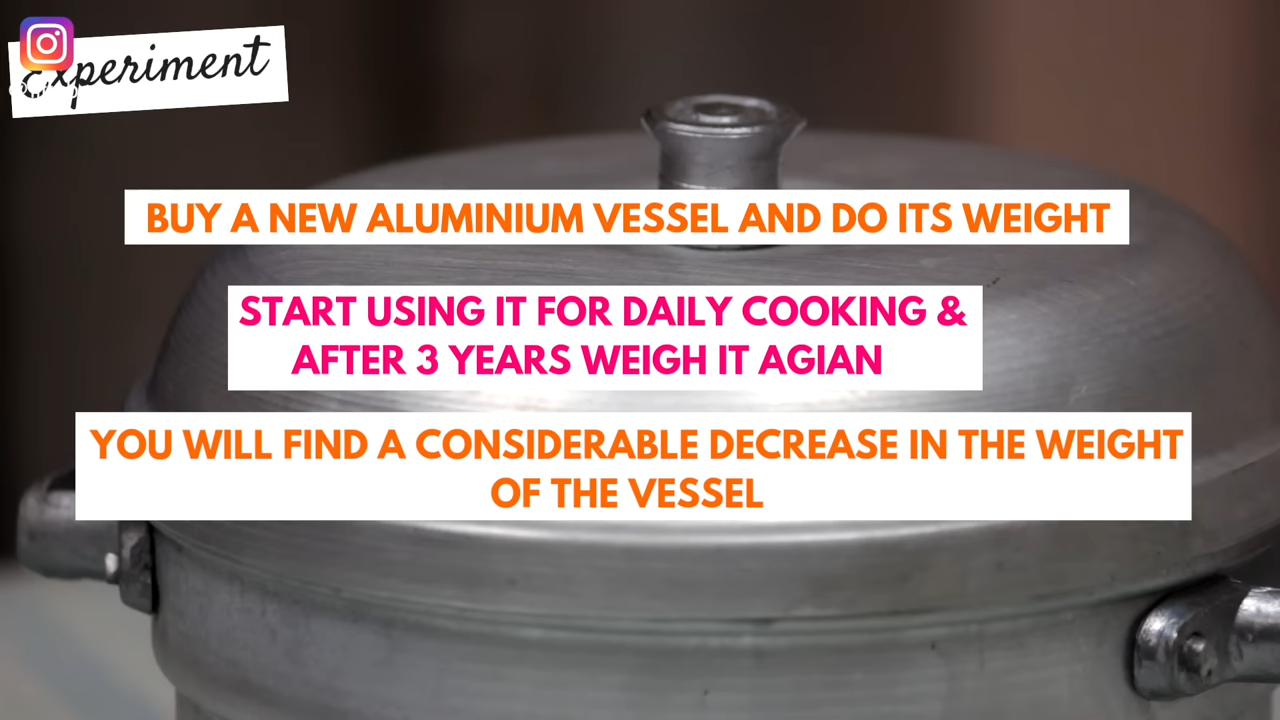 Experiment
BUY A NEW ALUMINIUM VESSEL AND DO ITS WEIGHT
START USING IT FOR DAILY COOKING &
AFTER 3 YEARS WEIGH IT AGIAN
YOU WILL FIND A CONSIDERABLE DECREASE IN THE WEIGHT
OF THE VESSEL